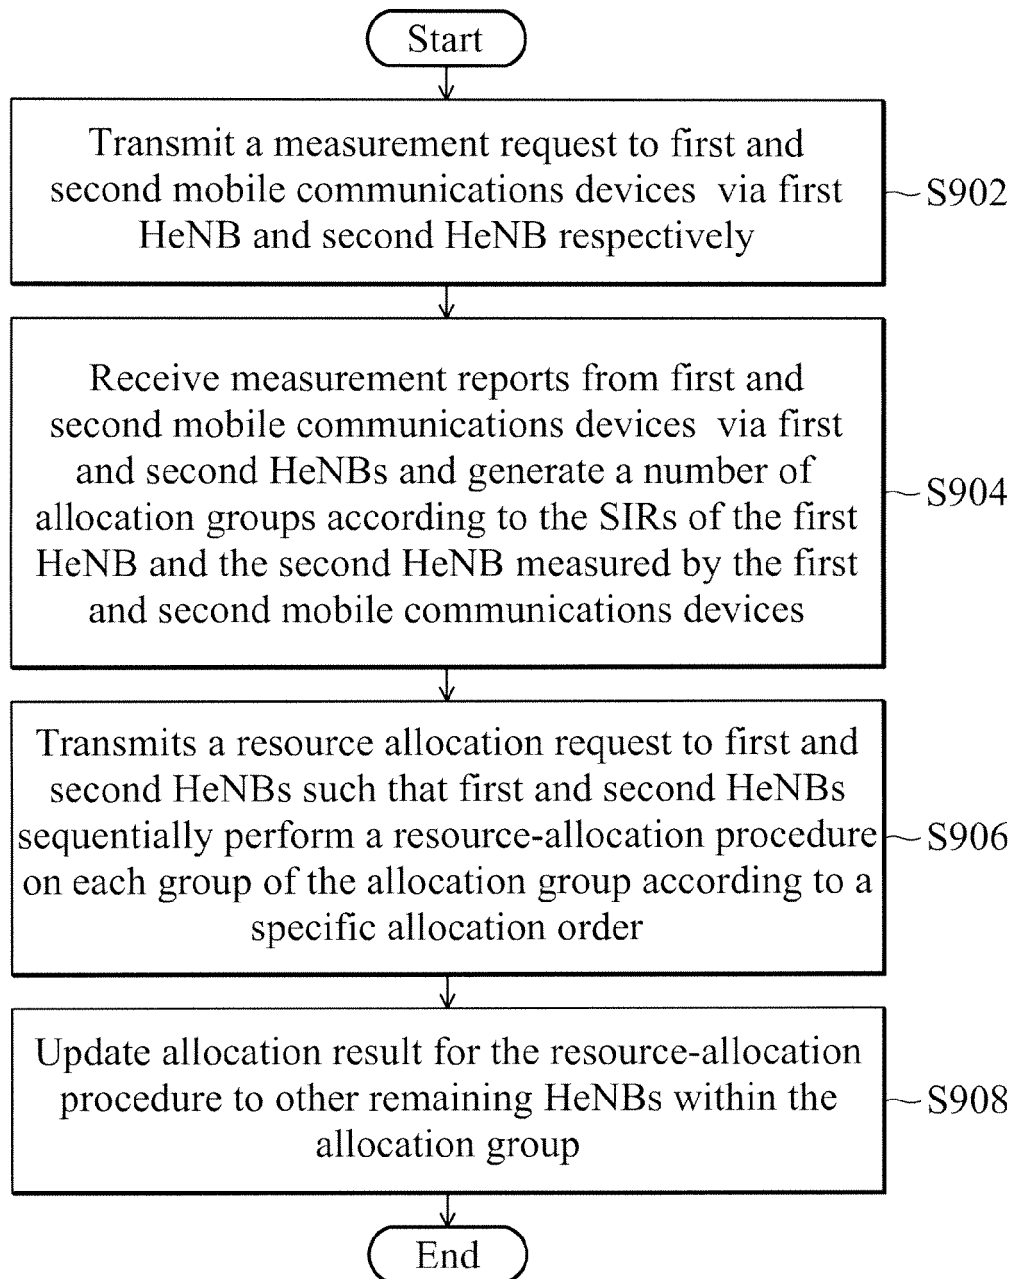 Start
Transmit a measurement request to first and
second mobile communications devices via first
HeNB and second HeNB respectively
S902
Receive measurement reports from first and
second mobile communications devices via first
and second HeNBs and generate a number of
allocation groups according to the SIRs of the first
HeNB and the second HeNB measured by the first
and second mobile communications devices
S904
Transmits a resource allocation request to first and
second HeNBs such that first and second HeNBs
sequentially perform a resource-allocation procedure
on each group of the allocation group according to a
specific allocation order
S906
Update allocation result for the resource-allocation
procedure to other remaining HeNBs within the
allocation group
S908
End